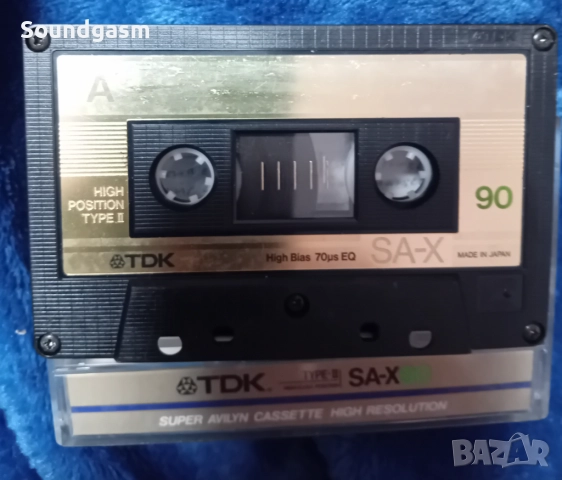 Soundgasm
A
HIGH
POSITION
TYPE II
90
TDK
High Bias 70μs EQ
SA-X
MADE IN JAPAN
TDK
TYPE II
SA-X
SUPER AVILYN CASSETTE HIGH RESOLUTION
BAZAR